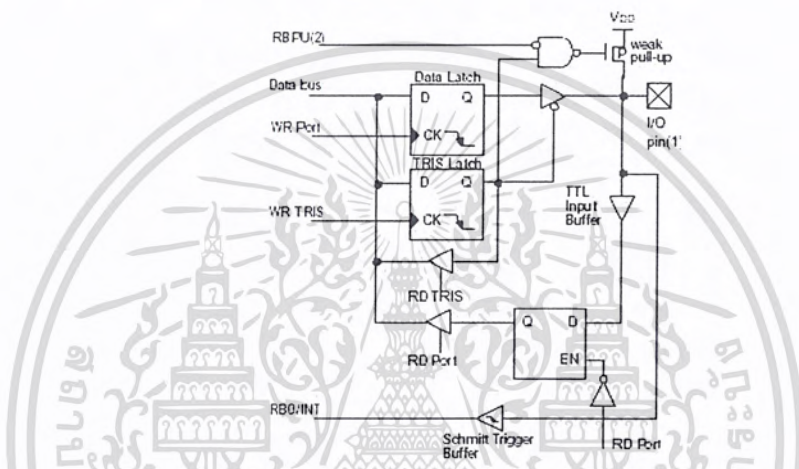 VDD
RBPU(2)
weak
pull-up
Data bus
Data Latch
D Q
I/O
pin(1)
WR Port
CK
TRIS Latch
D Q
TTL
Input
Buffer
WR TRIS
CK
RD TRIS
Q D
RD Port
EN
RB0/INT
Schmitt Trigger
Buffer
RD Port